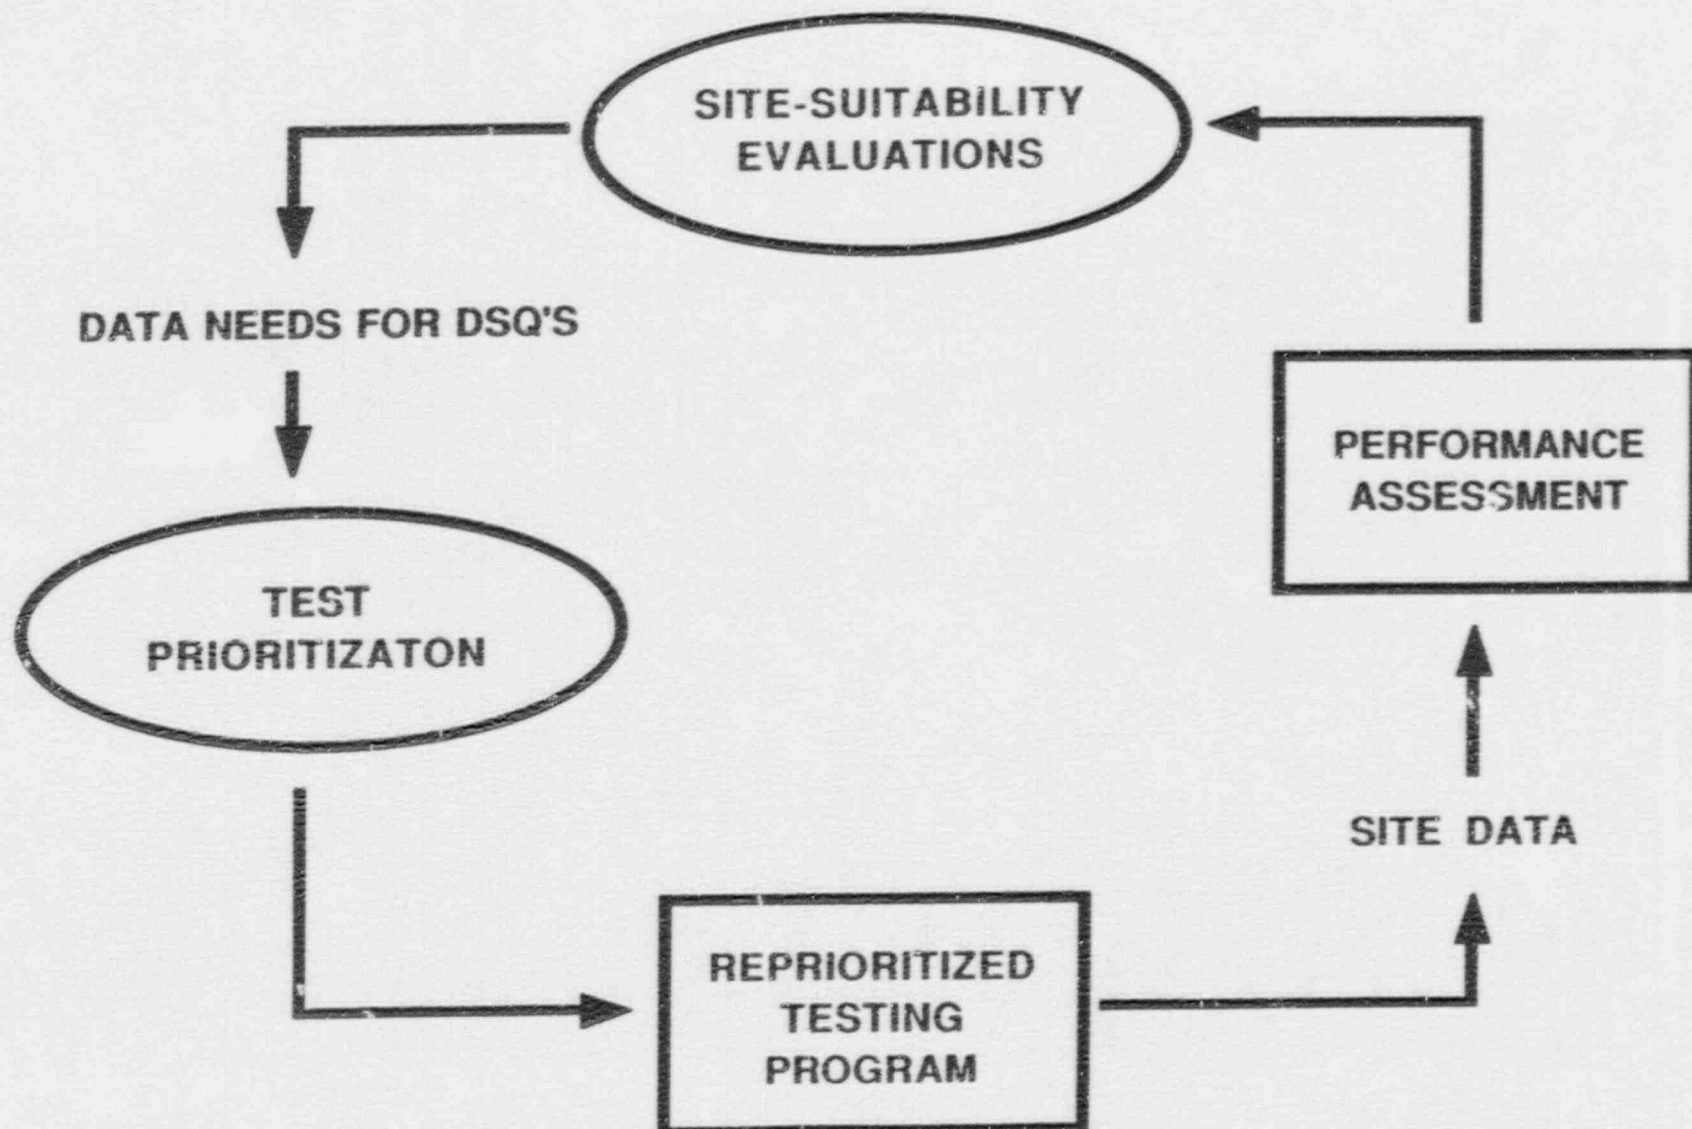 SITE-SUITABILITY
EVALUATIONS
DATA NEEDS FOR DSQ'S
PERFORMANCE
ASSESSMENT
TEST
PRIORITIZATON
SITE DATA
REPRIORITIZED
TESTING
PROGRAM